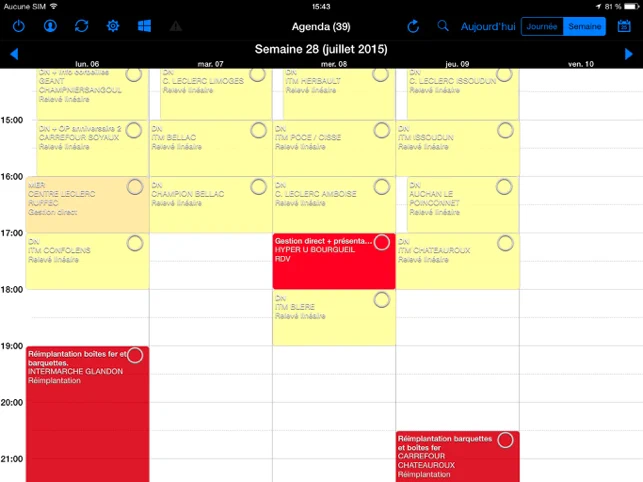 Aucune SIM
15:43
81 %
Agenda (39)
Aujourd'hui
Journée
Semaine
Semaine 28 (juillet 2015)
lun. 06
mar. 07
mer. 08
jeu. 09
ven. 10
DN + info corbeilles
GEANT
CHAMPNIERSANGOUL
Relevé linéaire
DN
C. LECLERC LIMOGES
Relevé linéaire
DN
ITM HERBAULT
Relevé linéaire
DN
C. LECLERC ISSOUDUN
Relevé linéaire
15:00
DN + OP anniversaire 2
CARREFOUR SOYAUX
Relevé linéaire
DN
ITM BELLAC
Relevé linéaire
DN
ITM POCE / CISSE
Relevé linéaire
DN
ITM ISSOUDUN
Relevé linéaire
16:00
MER
CENTRE LECLERC
RUFFEC
Gestion direct
DN
CHAMPION BELLAC
Relevé linéaire
DN
C. LECLERC AMBOISE
Relevé linéaire
DN
AUCHAN LE
POINCONNET
Relevé linéaire
17:00
DN
ITM CONFOLENS
Relevé linéaire
Gestion direct + présenta...
HYPER U BOURGUEIL
RDV
DN
ITM CHATEAUROUX
Relevé linéaire
18:00
DN
ITM BLERE
Relevé linéaire
19:00
Réimplantation boîtes fer et
barquettes.
INTERMARCHE GLANDON
Réimplantation
20:00
Réimplantation barquettes
et boîtes fer
CARREFOUR
CHATEAUROUX
Réimplantation
21:00